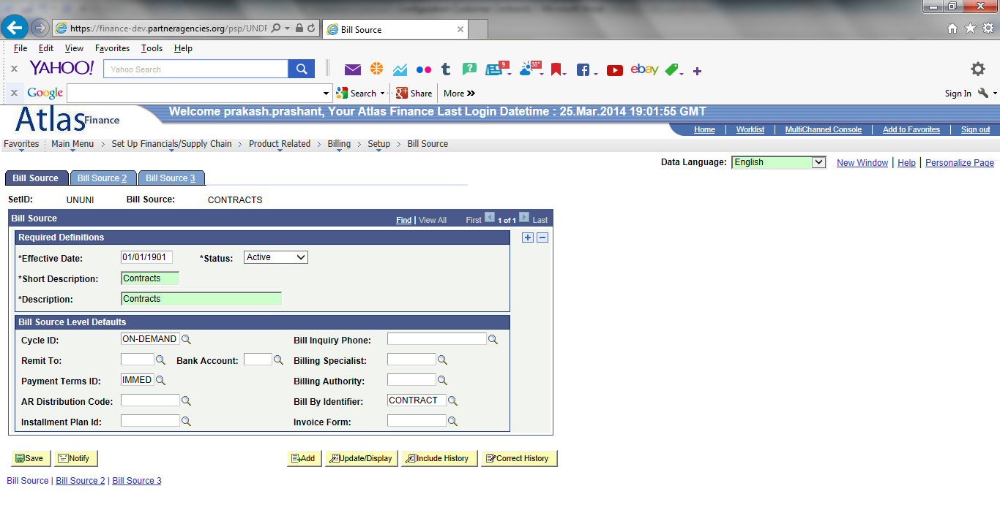 https://finance-dev.partneragencies.org/psp/UNDF
Bill Source
File Edit View Favorites Tools Help
YAHOO! Yahoo Search 9 38° ebay
Google Search Share More Sign In
Atlas Finance Welcome prakash.prashant, Your Atlas Finance Last Login Datetime : 25.Mar.2014 19:01:55 GMT
Home Worklist MultiChannel Console Add to Favorites Sign out
Favorites Main Menu > Set Up Financials/Supply Chain > Product Related > Billing > Setup > Bill Source
Data Language: English New Window | Help | Personalize Page
Bill Source Bill Source 2 Bill Source 3
SetID: UNUNI Bill Source: CONTRACTS
Bill Source Find | View All First 1 of 1 Last
Required Definitions
*Effective Date: 01/01/1901 *Status: Active
*Short Description: Contracts
*Description: Contracts
Bill Source Level Defaults
Cycle ID: ON-DEMAND Bill Inquiry Phone:
Remit To: Bank Account: Billing Specialist:
Payment Terms ID: IMMED Billing Authority:
AR Distribution Code: Bill By Identifier: CONTRACT
Installment Plan Id: Invoice Form:
Save Notify Add Update/Display Include History Correct History
Bill Source | Bill Source 2 | Bill Source 3